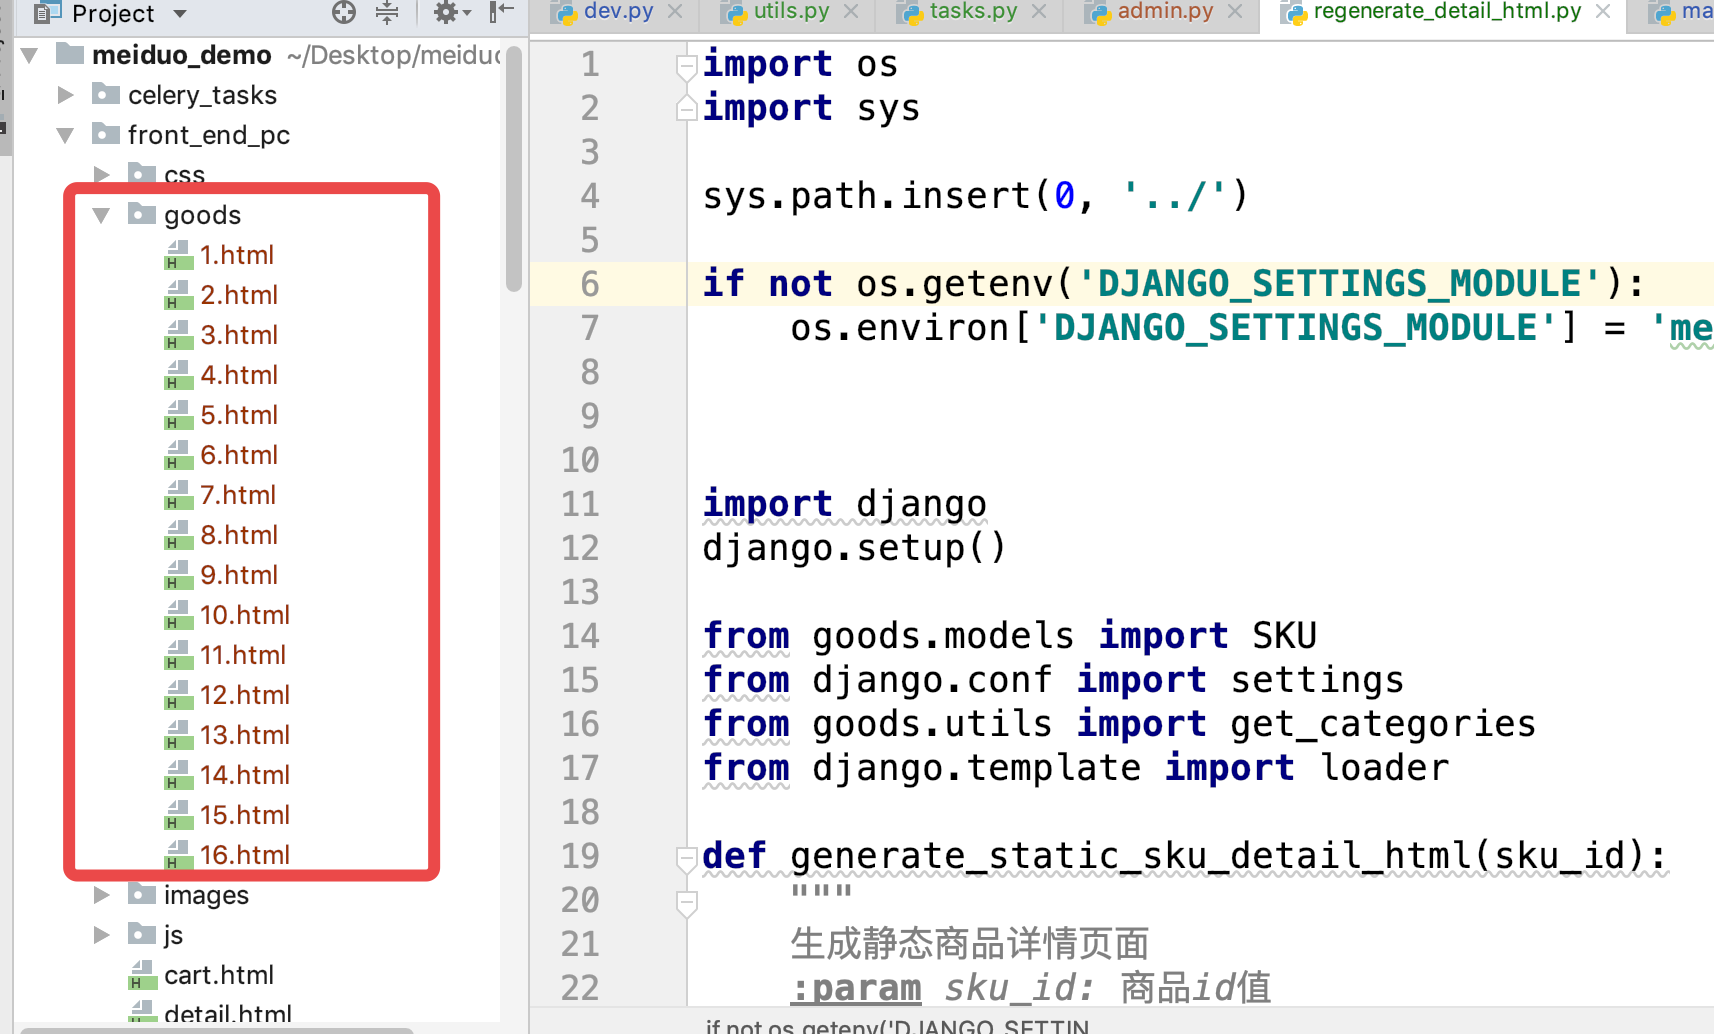 Project
meiduo_demo ~/Desktop/meiduo
celery_tasks
front_end_pc
css
goods
1.html
2.html
3.html
4.html
5.html
6.html
7.html
8.html
9.html
10.html
11.html
12.html
13.html
14.html
15.html
16.html
images
js
cart.html
detail.html
dev.py
utils.py
tasks.py
admin.py
regenerate_detail_html.py
ma
1 import os
2 import sys
3
4 sys.path.insert(0, '../')
5
6 if not os.getenv('DJANGO_SETTINGS_MODULE'):
7 os.environ['DJANGO_SETTINGS_MODULE'] = 'me
8
9
10
11 import django
12 django.setup()
13
14 from goods.models import SKU
15 from django.conf import settings
16 from goods.utils import get_categories
17 from django.template import loader
18
19 def generate_static_sku_detail_html(sku_id):
20 """
21 生成静态商品详情页面
22 :param sku_id: 商品id值
if not os.getenv('DJANGO_SETTIN